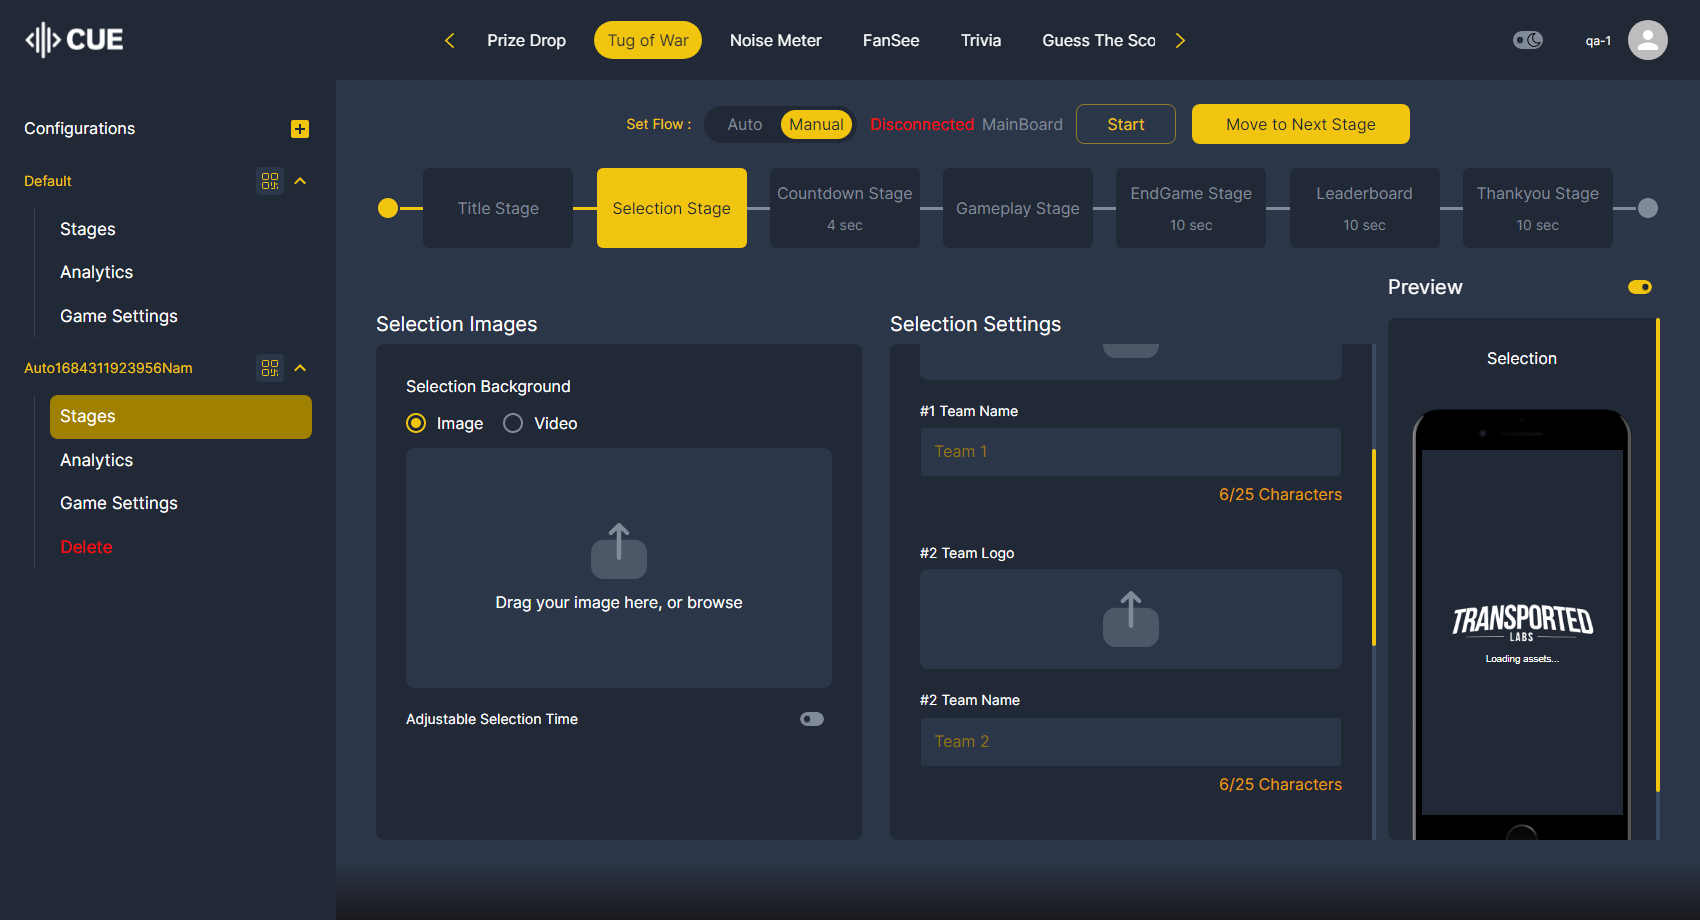 CUE
Prize Drop
Tug of War
Noise Meter
FanSee
Trivia
Guess The Sco
qa-1
Configurations
Default
Stages
Analytics
Game Settings
Auto1684311923956Nam
Stages
Analytics
Game Settings
Delete
Set Flow :
Auto
Manual
Disconnected MainBoard
Start
Move to Next Stage
Title Stage
Selection Stage
Countdown Stage
4 sec
Gameplay Stage
EndGame Stage
10 sec
Leaderboard
10 sec
Thankyou Stage
10 sec
Selection Images
Selection Background
Image
Video
Drag your image here, or browse
Adjustable Selection Time
Selection Settings
#1 Team Name
Team 1
6/25 Characters
#2 Team Logo
#2 Team Name
Team 2
6/25 Characters
Preview
Selection
TRANSPORTED
LABS
Loading assets...